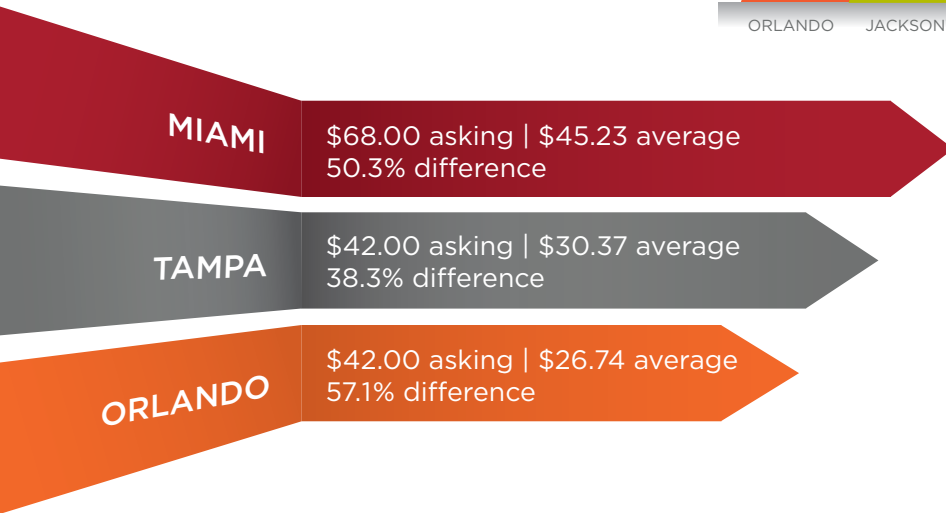 ORLANDO JACKSON
MIAMI
$68.00 asking | $45.23 average
50.3% difference
TAMPA
$42.00 asking | $30.37 average
38.3% difference
ORLANDO
$42.00 asking | $26.74 average
57.1% difference